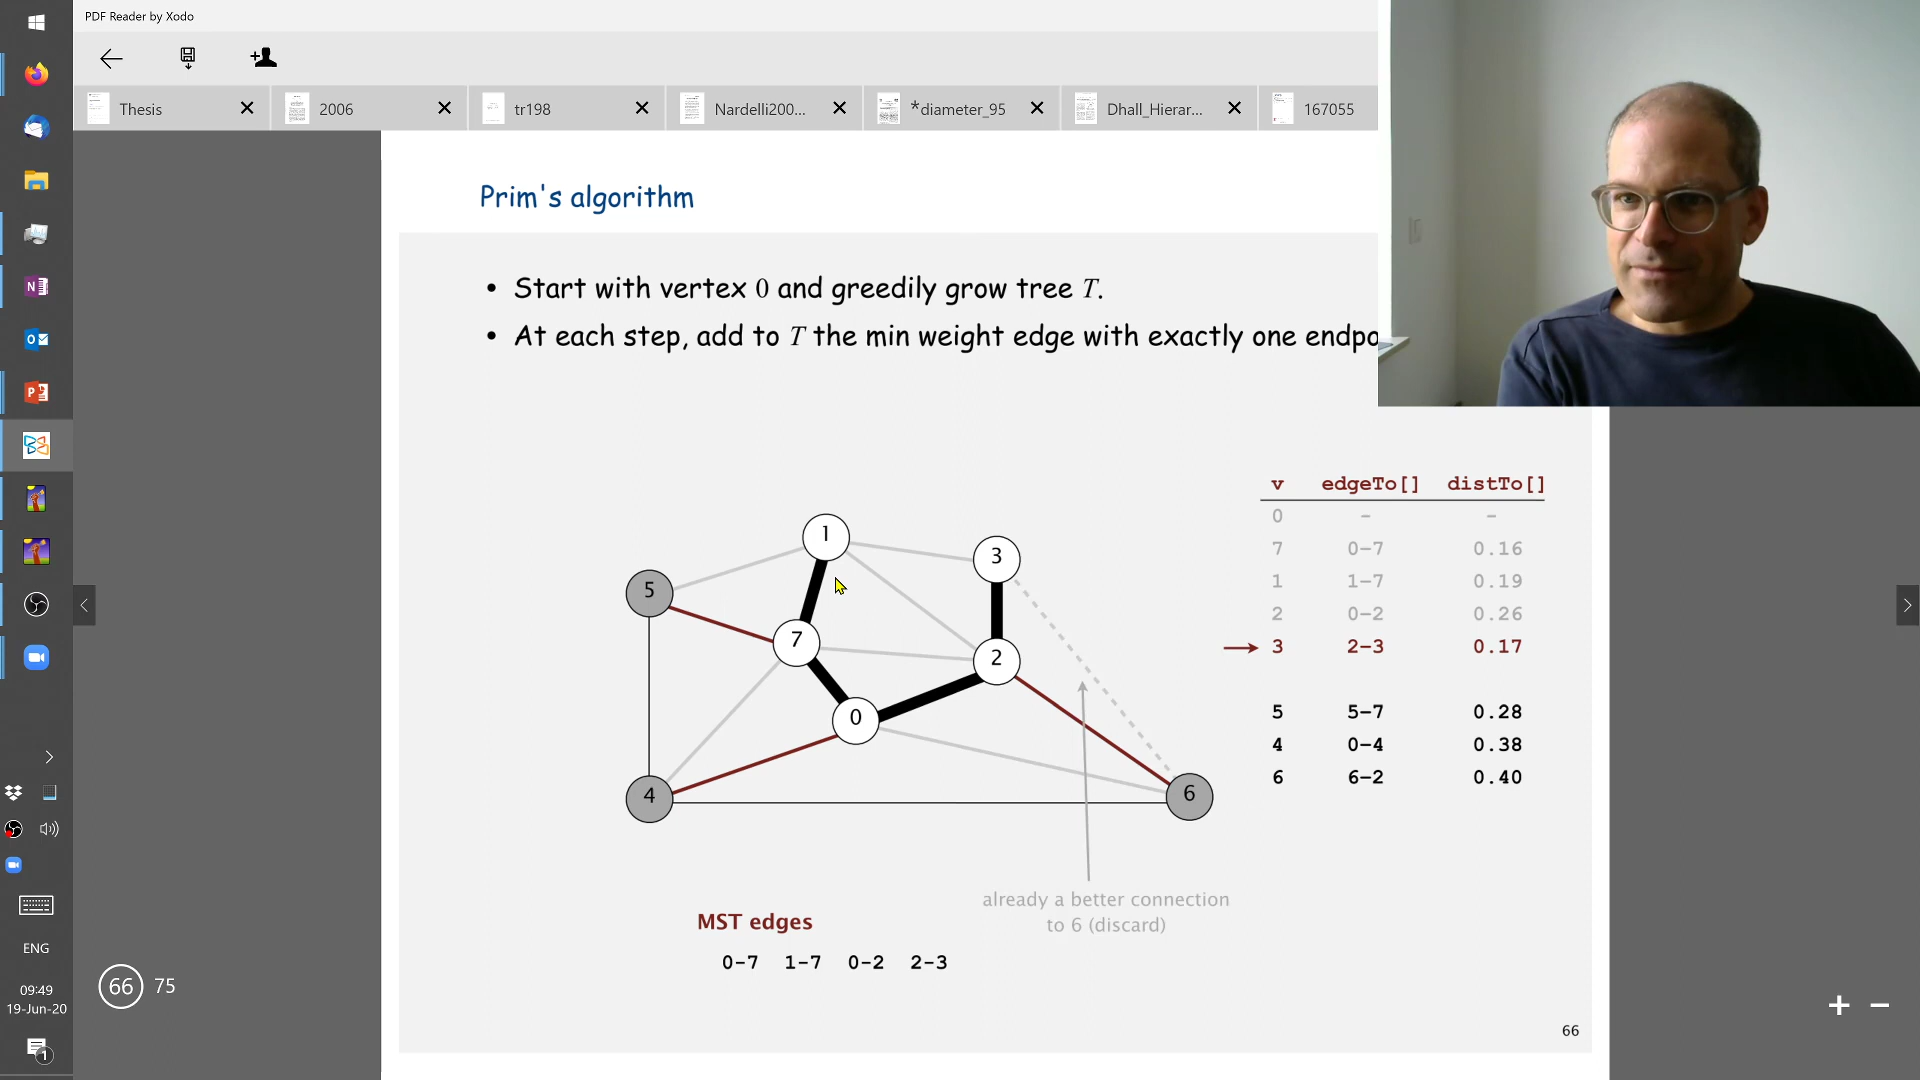 PDF Reader by Xodo
Thesis
2006
tr198
Nardelli200...
*diameter_95
Dhall_Hierar...
167055
Prim's algorithm
• Start with vertex 0 and greedily grow tree T.
• At each step, add to T the min weight edge with exactly one endpo
v edgeTo[] distTo[]
0 – –
7 0–7 0.16
1 1–7 0.19
2 0–2 0.26
3 2–3 0.17
5 5–7 0.28
4 0–4 0.38
6 6–2 0.40
1
3
5
7
2
0
4
6
already a better connection
to 6 (discard)
MST edges
0–7 1–7 0–2 2–3
66
66 75
ENG
09:49
19-Jun-20
1